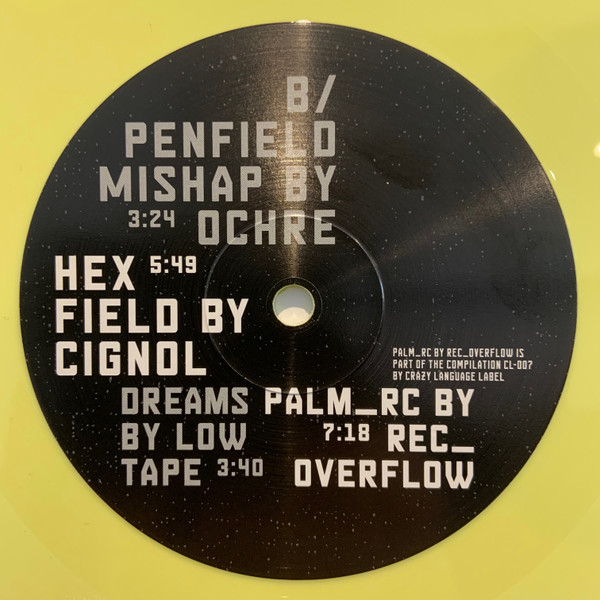 B/
PENFIELD
MISHAP BY
3:24 OCHRE
HEX 5:49
FIELD BY
CIGNOL
PALM_RC BY REC_OVERFLOW IS
PART OF THE COMPILATION CL-007
BY CRAZY LANGUAGE LABEL
DREAMS
BY LOW
TAPE 3:40
PALM_RC BY
7:18 REC_
OVERFLOW